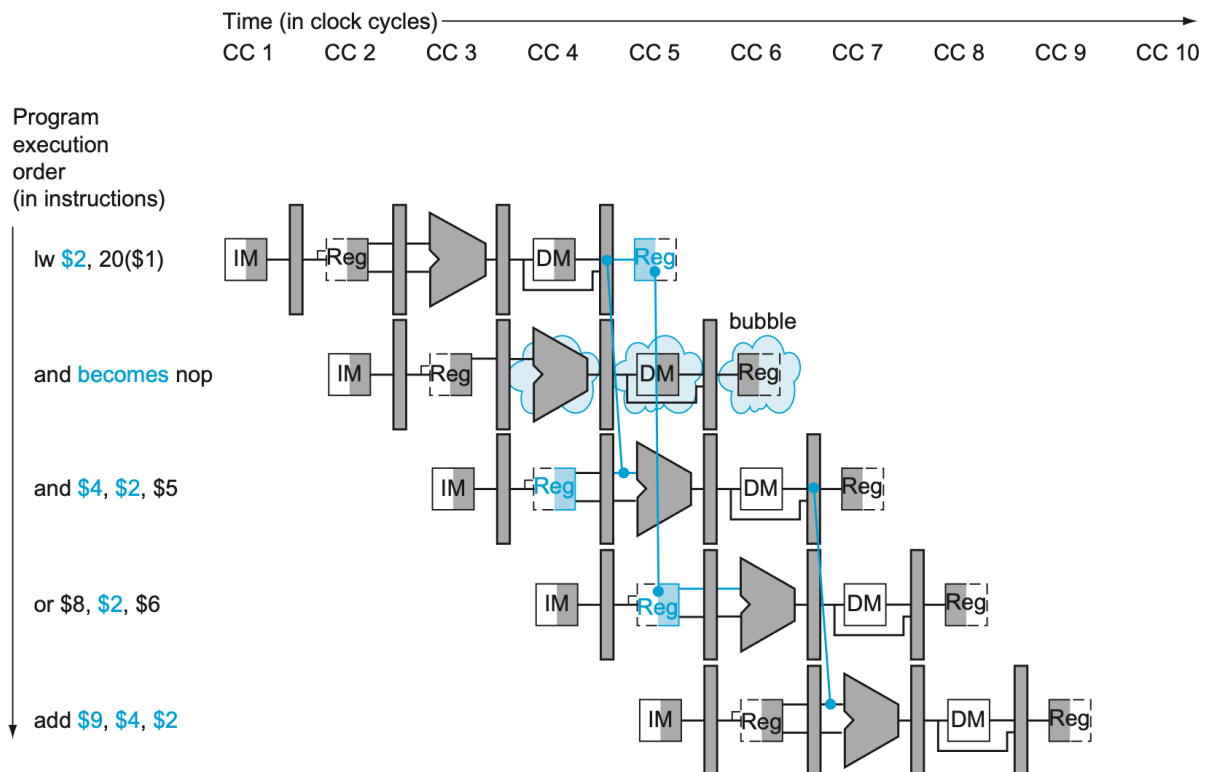 Time (in clock cycles)
CC 1 CC 2 CC 3 CC 4 CC 5 CC 6 CC 7 CC 8 CC 9 CC 10
Program
execution
order
(in instructions)
lw $2, 20($1)
IM Reg DM Reg
bubble
and becomes nop
IM Reg DM Reg
and $4, $2, $5
IM Reg DM Reg
or $8, $2, $6
IM Reg DM Reg
add $9, $4, $2
IM Reg DM Reg